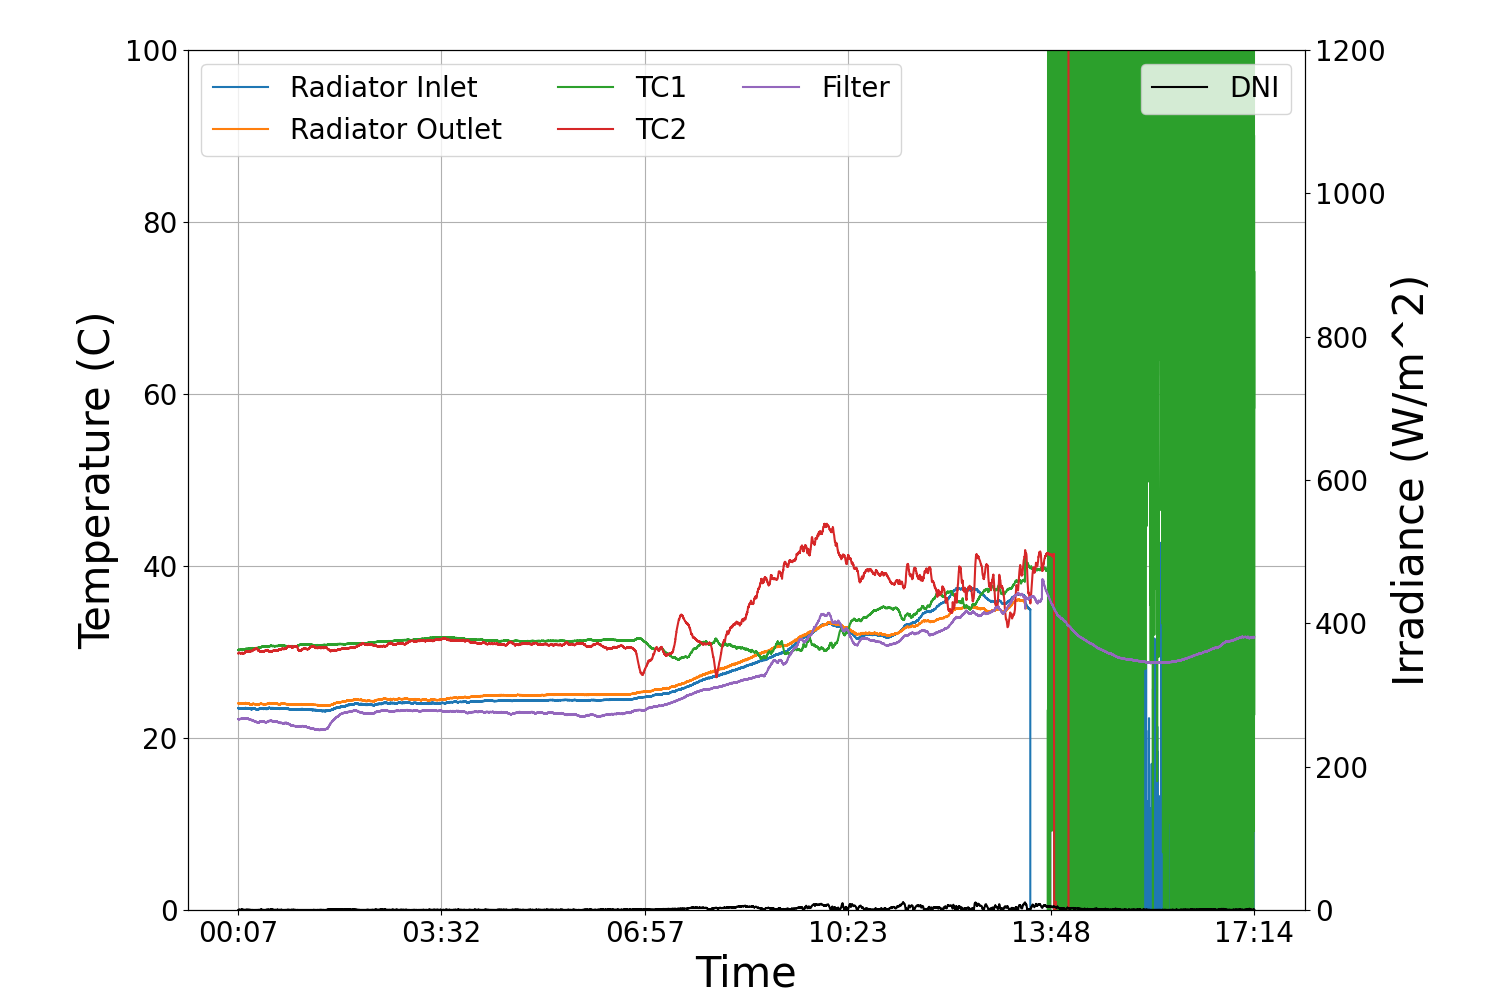 100
80
60
40
20
0
Temperature (C)
Radiator Inlet
Radiator Outlet
TC1
TC2
Filter
DNI
1200
1000
800
600
400
200
0
Irradiance (W/m^2)
00:07 03:32 06:57 10:23 13:48 17:14
Time